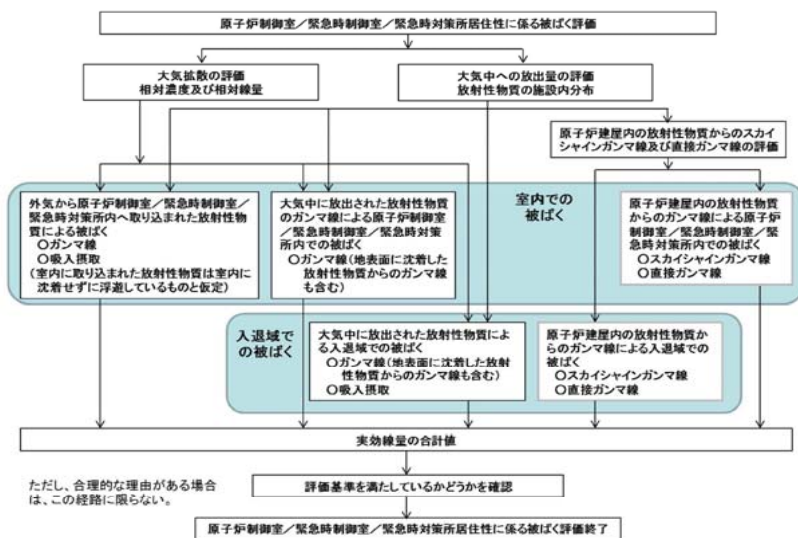 原子炉制御室／緊急時制御室／緊急時対策所居住性に係る被ばく評価
大気拡散の評価
相対濃度及び相対線量
大気中への放出量の評価
放射性物質の施設内分布
原子炉建屋内の放射性物質からのスカイ
シャインガンマ線及び直接ガンマ線の評価
室内での
被ばく
外気から原子炉制御室／緊急時制御室／
緊急時対策所内へ取り込まれた放射性物
質による被ばく
○ガンマ線
○吸入摂取
(室内に取り込まれた放射性物質は室内に
沈着せずに浮遊しているものと仮定)
大気中に放出された放射性物質
のガンマ線による原子炉制御室
/緊急時制御室／緊急時対策所
内での被ばく
○ガンマ線(地表面に沈着した
放射性物質からのガンマ線
も含む)
原子炉建屋内の放射性物質
からのガンマ線による原子炉
制御室／緊急時制御室／緊
急時対策所内での被ばく
○スカイシャインガンマ線
○直接ガンマ線
入退域で
の被ばく
大気中に放出された放射性物質によ
る入退域での被ばく
○ガンマ線(地表面に沈着した放射
性物質からのガンマ線も含む)
○吸入摂取
原子炉建屋内の放射性物質から
のガンマ線による入退域での
被ばく
○スカイシャインガンマ線
○直接ガンマ線
実効線量の合計値
ただし、合理的な理由がある場合
は、この経路に限らない。
評価基準を満たしているかどうかを確認
原子炉制御室／緊急時制御室／緊急時対策所居住性に係る被ばく評価終了